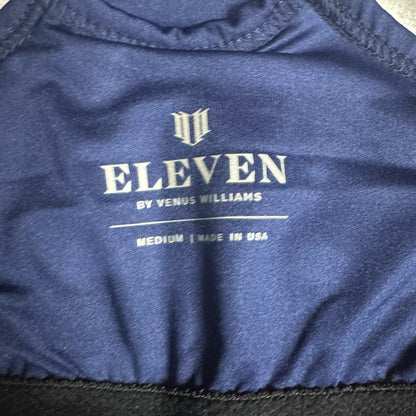 ELEVEN
BY VENUS WILLIAMS
MEDIUM | MADE IN USA